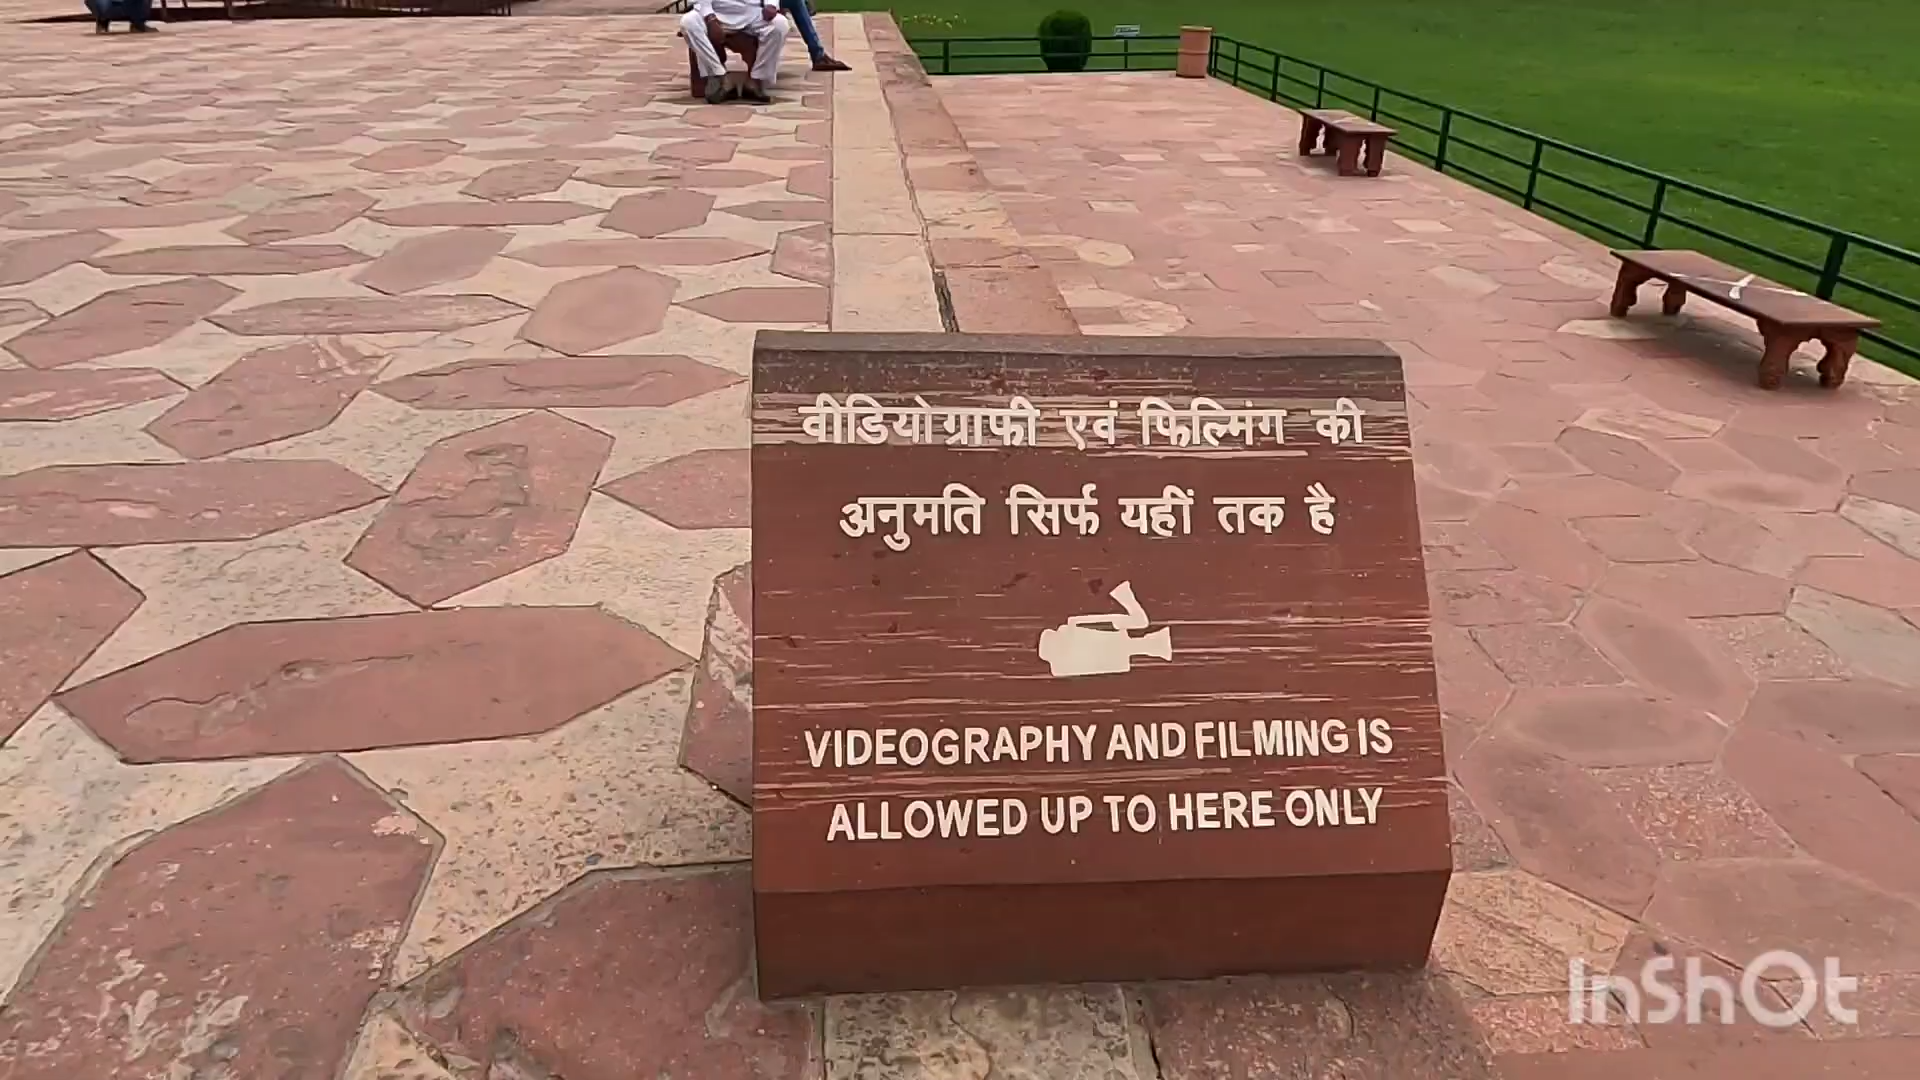 वीडियोग्राफी एवं फिल्मिंग की
अनुमति सिर्फ यहीं तक है
VIDEOGRAPHY AND FILMING IS
ALLOWED UP TO HERE ONLY
InShOt